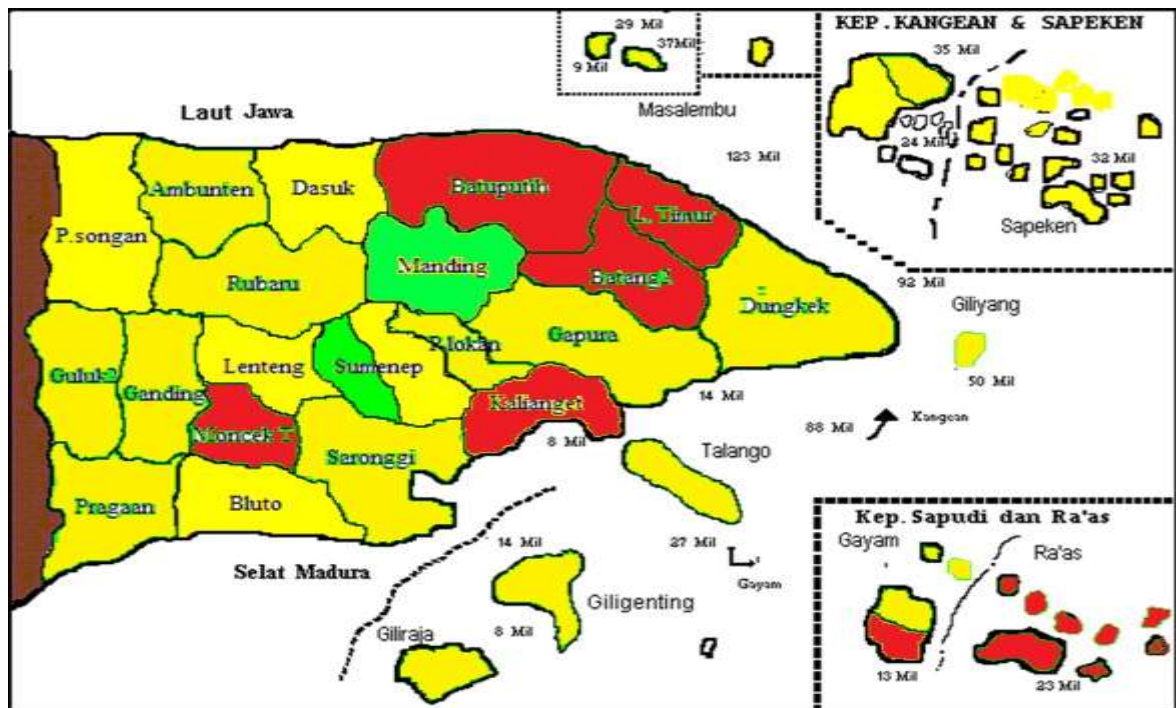 29 Mil
37Mil
9 Mil
KEP.KANGEAN & SAPEKEN
35 Mil
Laut Jawa
Masalembu
123 Mil
24 Mil
32 Mil
Sapeken
Ambunten
Dasuk
Batuputih
L. Timur
P.songan
Manding
Rubaru
Batang2
Dungkek
92 Mil
Giliyang
50 Mil
Guluk2
Ganding
Lenteng
Sumenep
P.lokan
Gapura
Kalianget
14 Mil
88 Mil
Kangean
Moncek T
8 Mil
Saronggi
Talango
Pragaan
Bluto
Selat Madura
14 Mil
27 Mil
Gayam
Giligenting
8 Mil
Giliraja
Kep.Sapudi dan Ra'as
Gayam
Ra'as
13 Mil
23 Mil